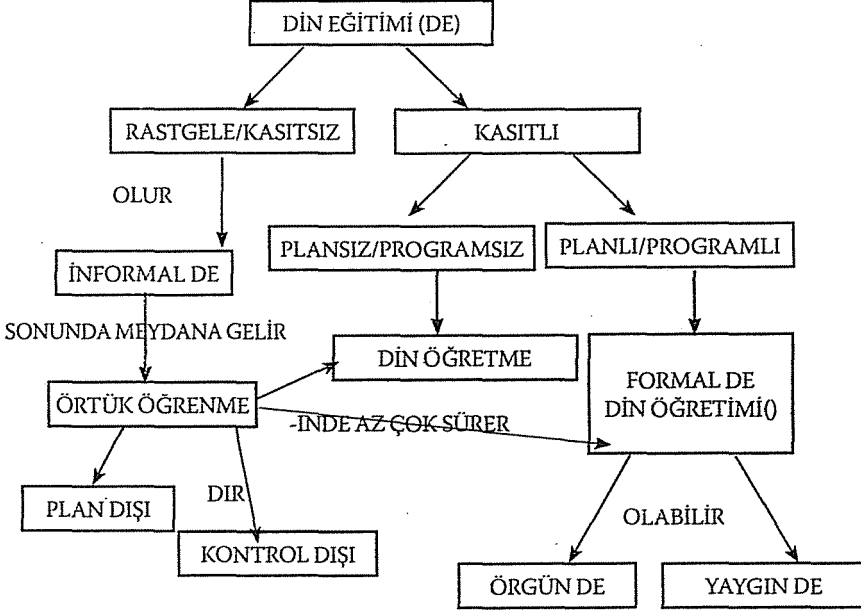 DİN EĞİTİMİ (DE)
RASTGELE/KASITSIZ
KASITLI
OLUR
PLANSIZ/PROGRAMSIZ
PLANLI/PROGRAMLI
İNFORMAL DE
SONUNDA MEYDANA GELİR
DİN ÖĞRETME
FORMAL DE
DİN ÖĞRETİMİ()
ÖRTÜK ÖĞRENME
-INDE AZ ÇOK SÜRER
PLAN DIŞI
DIR
KONTROL DIŞI
OLABİLİR
ÖRGÜN DE
YAYGIN DE